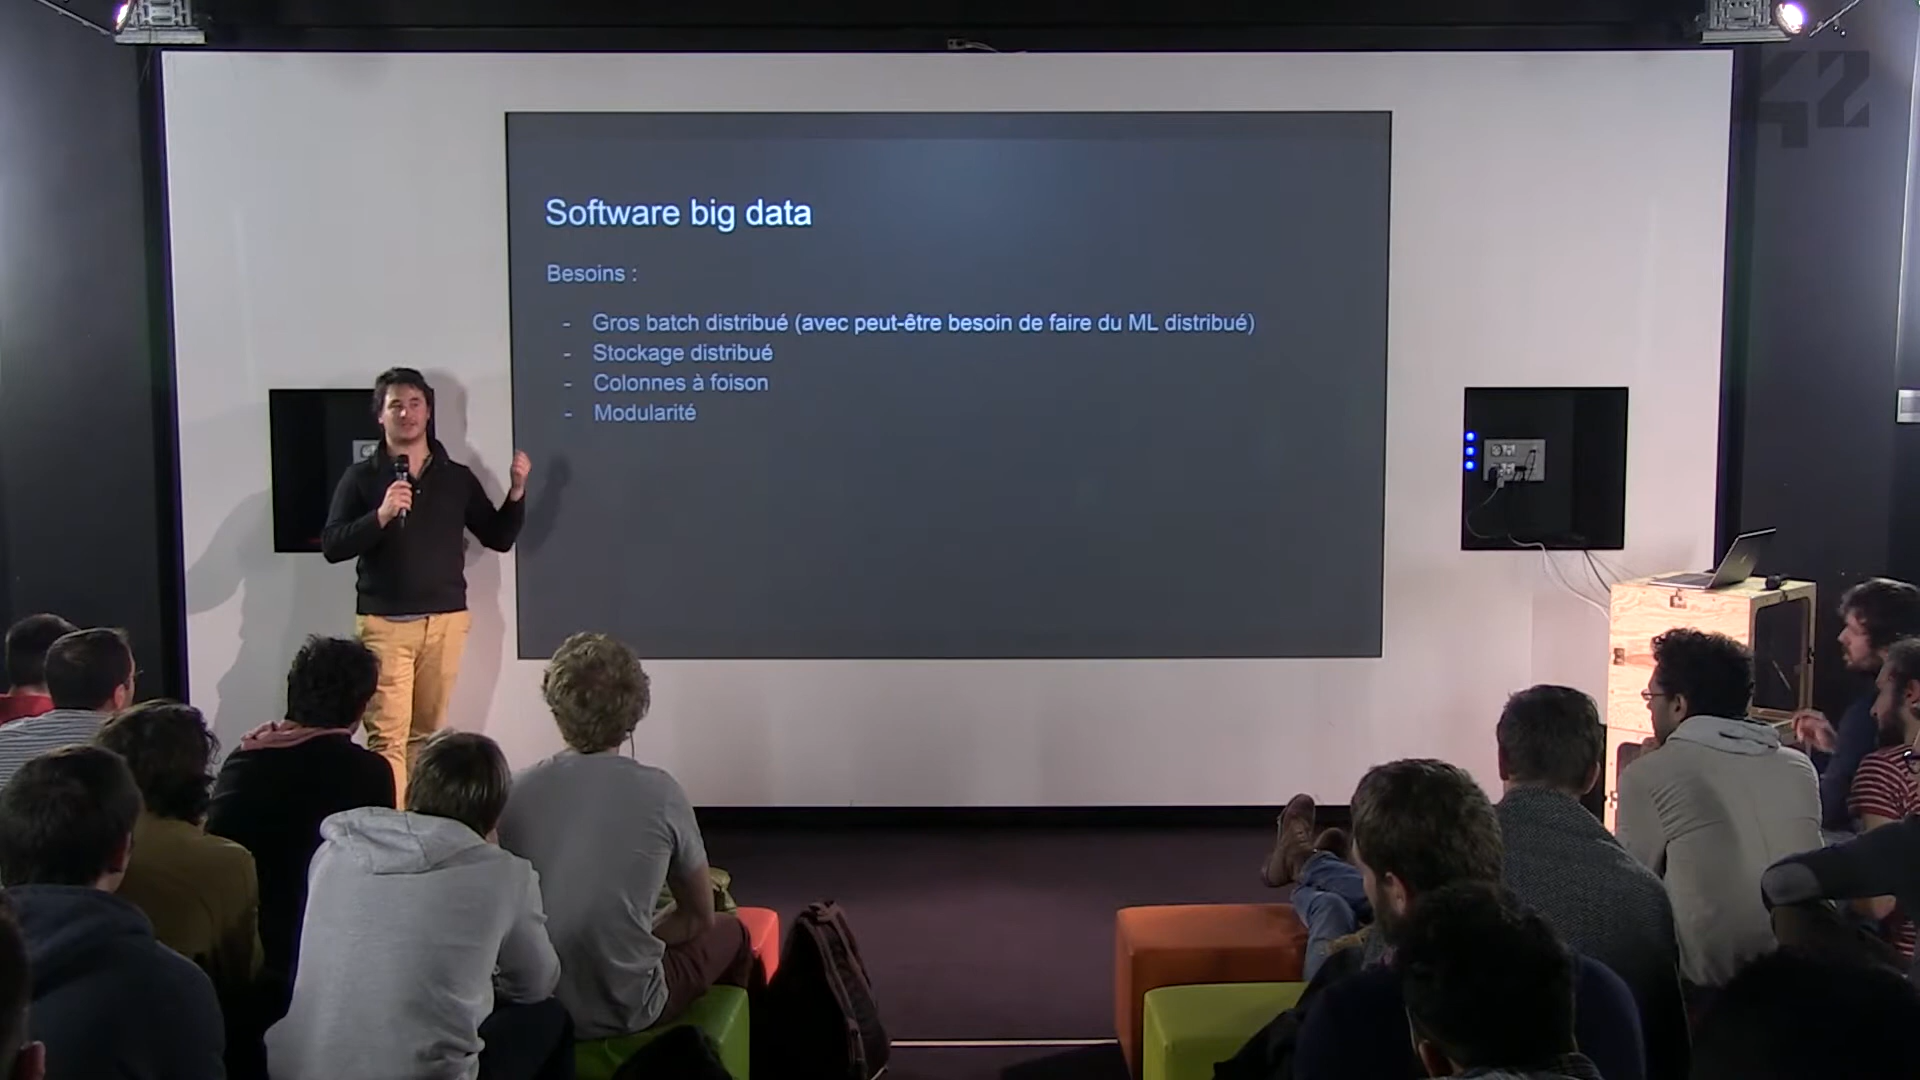 42
Software big data
Besoins :
- Gros batch distribué (avec peut-être besoin de faire du ML distribué)
- Stockage distribué
- Colonnes à foison
- Modularité